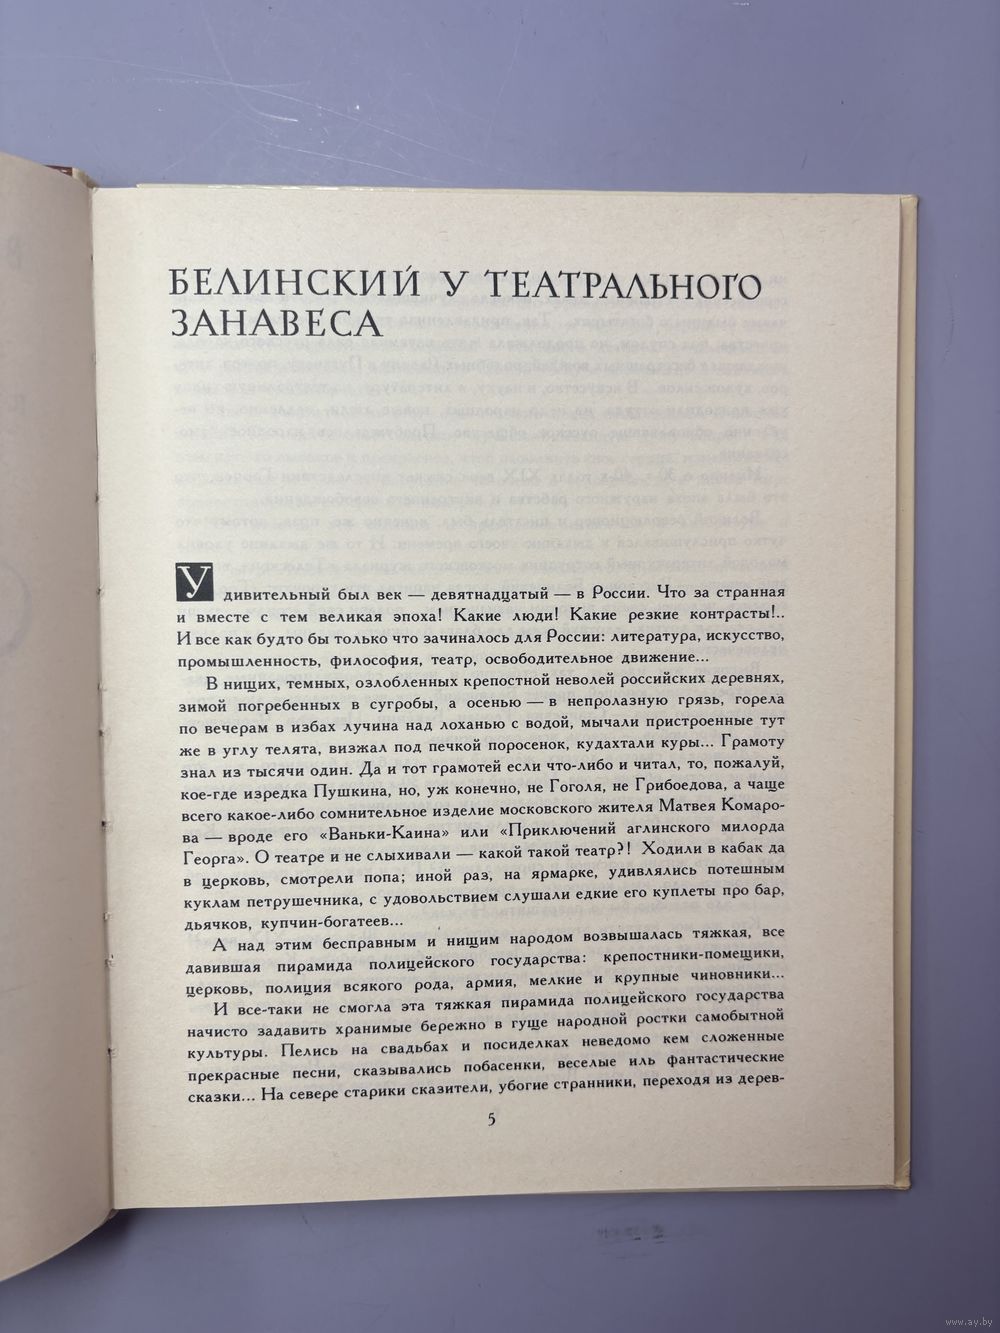 БЕЛИНСКИЙ У ТЕАТРАЛЬНОГО
ЗАНАВЕСА
Удивительный был век — девятнадцатый — в России. Что за странная
и вместе с тем великая эпоха! Какие люди! Какие резкие контрасты!..
И все как будто бы только что зачиналось для России: литература, искусство,
промышленность, философия, театр, освободительное движение...
В нищих, темных, озлобленных крепостной неволей российских деревнях,
зимой погребенных в сугробы, а осенью — в непролазную грязь, горела
по вечерам в избах лучина над лоханью с водой, мычали пристроенные тут
же в углу телята, визжал под печкой поросенок, кудахтали куры... Грамоту
знал из тысячи один. Да и тот грамотей если что-либо и читал, то, пожалуй,
кое-где изредка Пушкина, но, уж конечно, не Гоголя, не Грибоедова, а чаще
всего какое-либо сомнительное изделие московского жителя Матвея Комаро-
ва — вроде его «Ваньки-Каина» или «Приключений аглинского милорда
Георга». О театре и не слыхивали — какой такой театр?! Ходили в кабак да
в церковь, смотрели попа; иной раз, на ярмарке, удивлялись потешным
куклам петрушечника, с удовольствием слушали едкие его куплеты про бар,
дьячков, купчин-богатеев...
А над этим бесправным и нищим народом возвышалась тяжкая, все
давившая пирамида полицейского государства: крепостники-помещики,
церковь, полиция всякого рода, армия, мелкие и крупные чиновники...
И все-таки не смогла эта тяжкая пирамида полицейского государства
начисто задавить хранимые бережно в гуще народной ростки самобытной
культуры. Пелись на свадьбах и посиделках неведомо кем сложенные
прекрасные песни, сказывались побасенки, веселые иль фантастические
сказки... На севере старики сказители, убогие странники, переходя из дерев-
5
www.ay.by